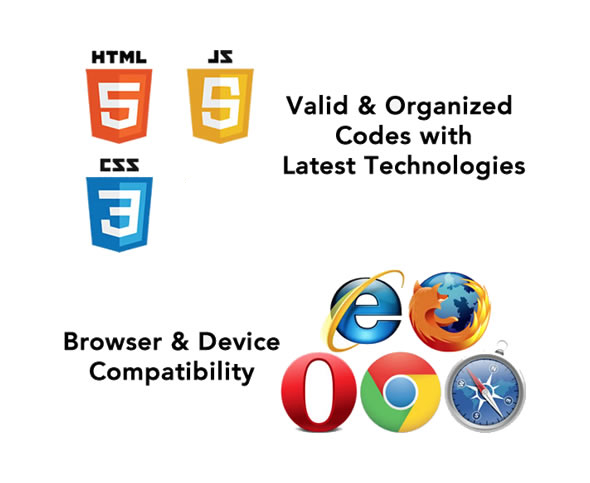 HTML
JS
5
5
Valid & Organized
Codes with
Latest Technologies
CSS
3
Browser & Device
Compatibility
N
E
S
W